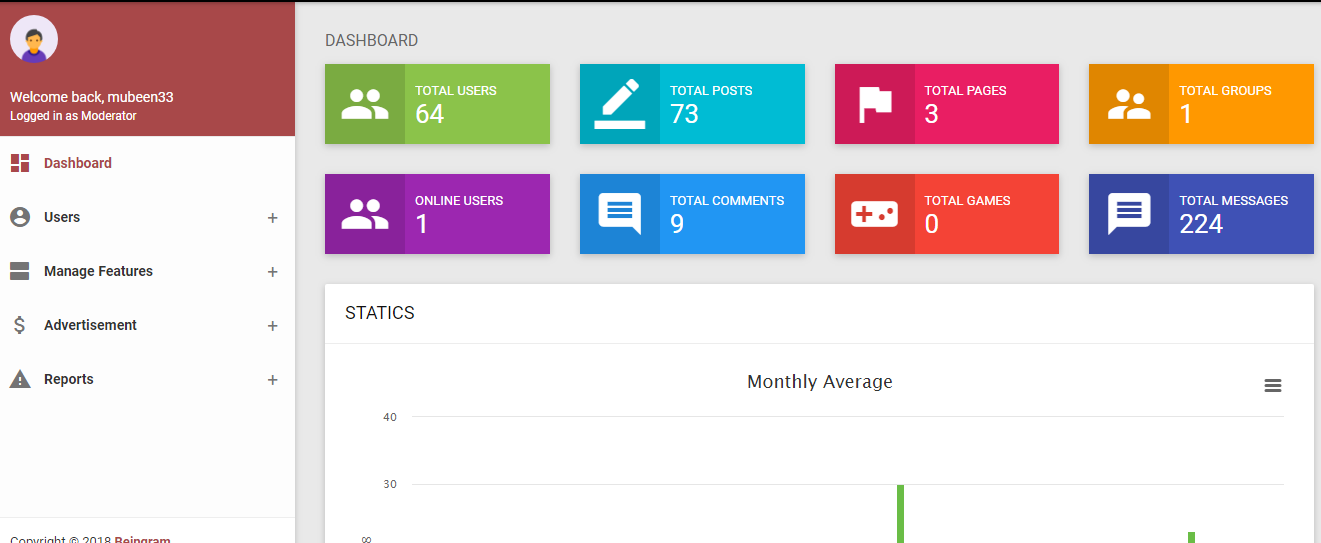 Welcome back, mubeen33
Logged in as Moderator
Dashboard
Users +
Manage Features +
Advertisement +
Reports +
Copyright © 2018 Beingram
DASHBOARD
TOTAL USERS
64
TOTAL POSTS
73
TOTAL PAGES
3
TOTAL GROUPS
1
ONLINE USERS
1
TOTAL COMMENTS
9
TOTAL GAMES
0
TOTAL MESSAGES
224
STATICS
Monthly Average
40
30